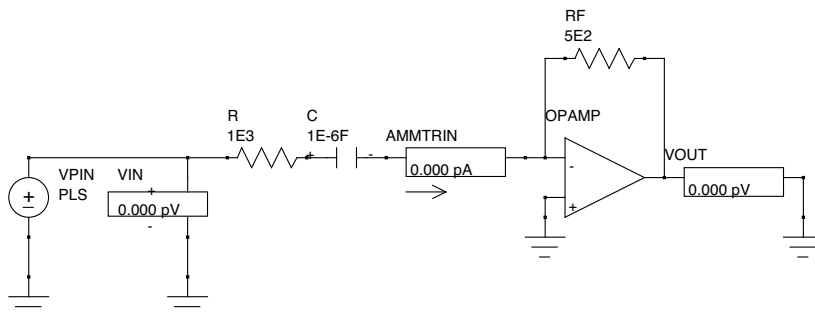 RF
5E2
R
1E3
C
1E-6F
+
-
AMMTRIN
0.000 pA
OPAMP
-
+
VOUT
0.000 pV
VPIN
PLS
±
VIN
+
0.000 pV
-